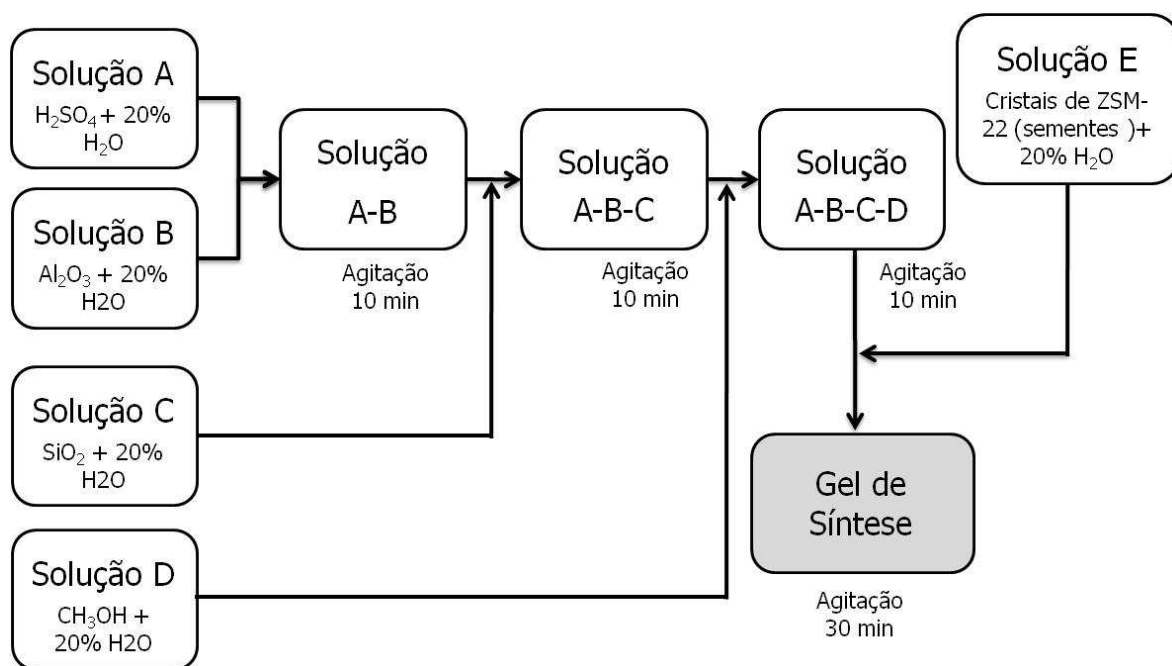 Solução A
H₂SO₄ + 20%
H₂O
Solução B
Al₂O₃ + 20%
H2O
Solução C
SiO₂ + 20%
H2O
Solução D
CH₃OH +
20% H2O
Solução
A-B
Agitação
10 min
Solução
A-B-C
Agitação
10 min
Solução
A-B-C-D
Agitação
10 min
Solução E
Cristais de ZSM-
22 (sementes )+
20% H₂O
Gel de
Síntese
Agitação
30 min